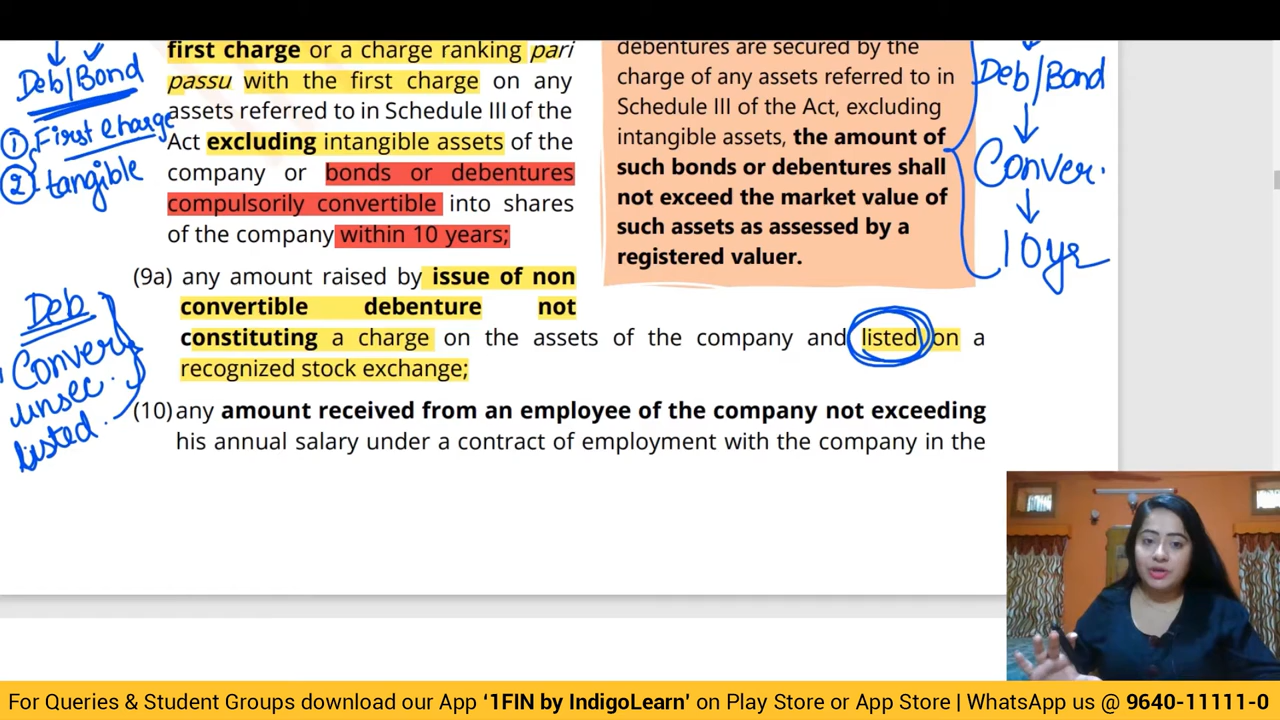 first charge or a charge ranking pari
passu with the first charge on any
assets referred to in Schedule III of the
Act excluding intangible assets of the
company or bonds or debentures
compulsorily convertible into shares
of the company within 10 years;
debentures are secured by the
charge of any assets referred to in
Schedule III of the Act, excluding
intangible assets, the amount of
such bonds or debentures shall
not exceed the market value of
such assets as assessed by a
registered valuer.
Deb/Bond
① First Charge
② tangible
Deb/Bond
Conver.
10yr
(9a) any amount raised by issue of non
convertible debenture not
constituting a charge on the assets of the company and listed on a
recognized stock exchange;
Deb
Conver
unsec.
listed.
(10) any amount received from an employee of the company not exceeding
his annual salary under a contract of employment with the company in the
For Queries & Student Groups download our App '1FIN by IndigoLearn' on Play Store or App Store | WhatsApp us @ 9640-11111-0